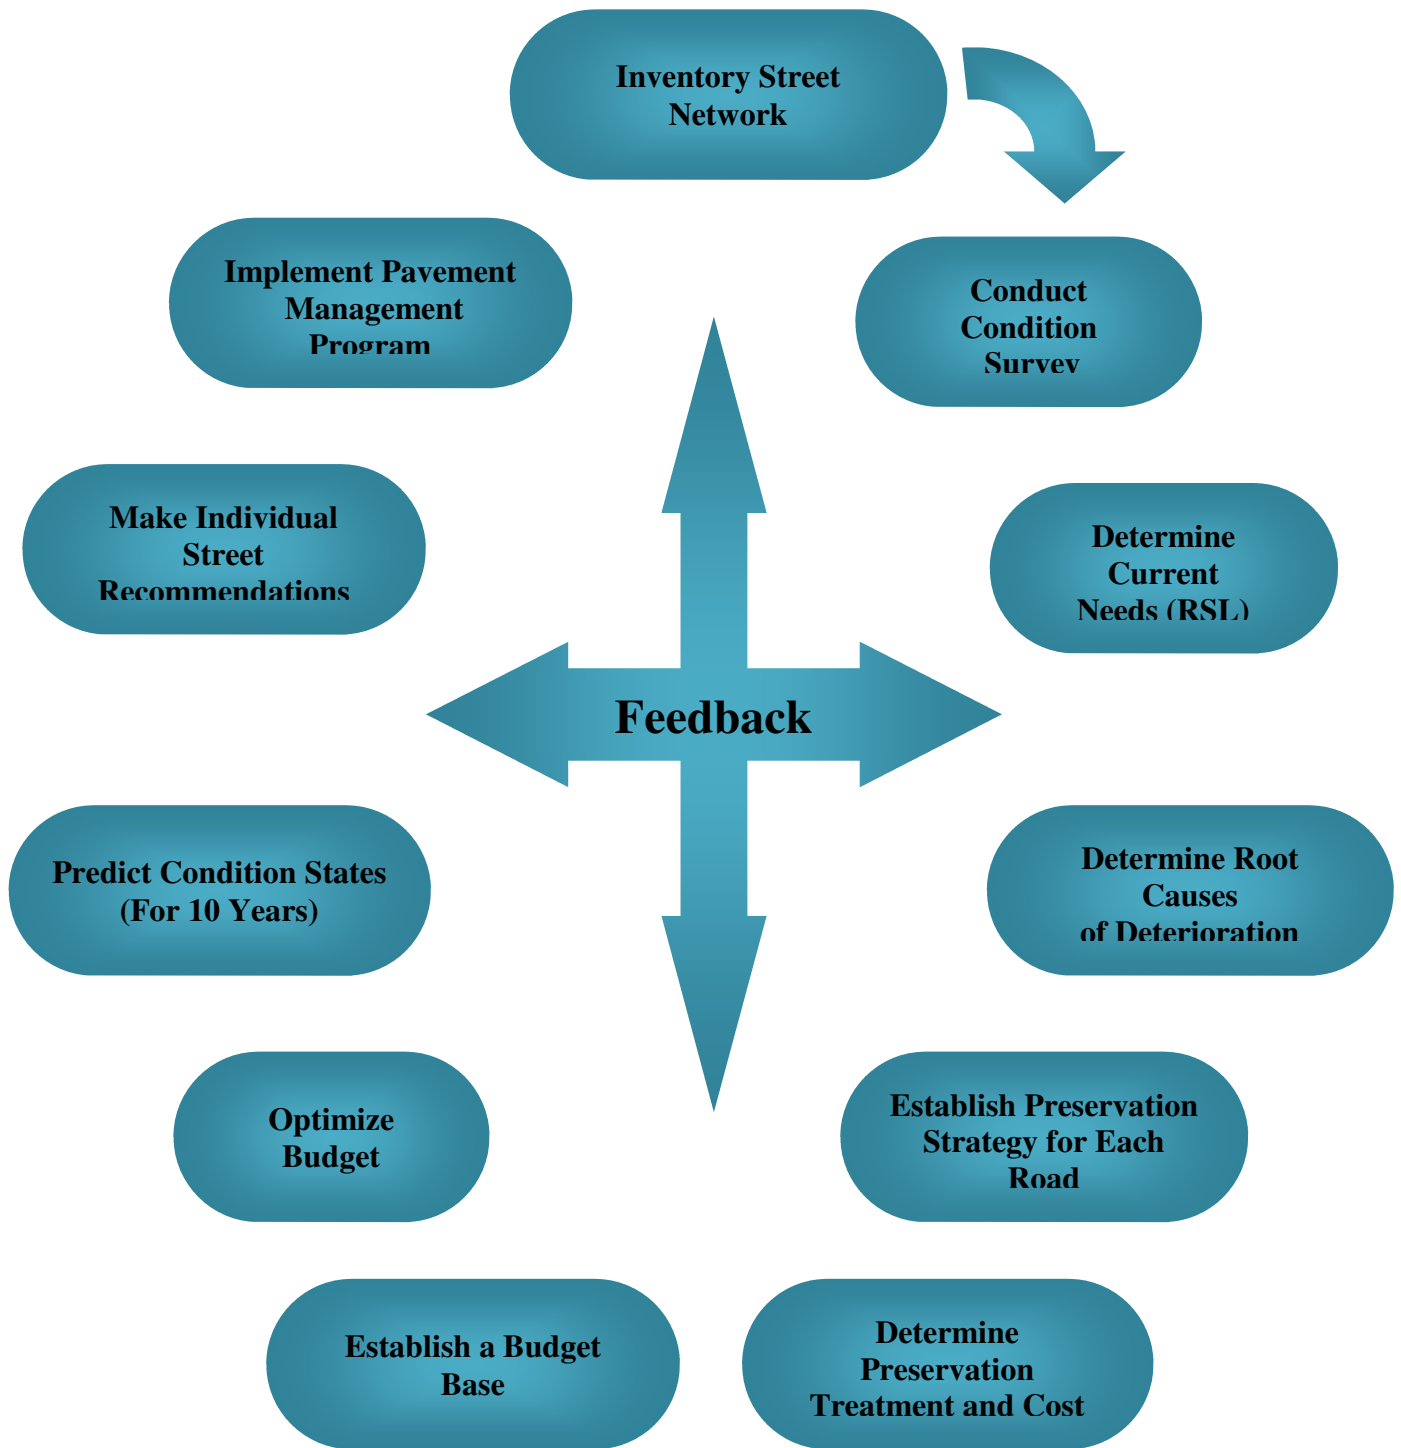 Inventory Street
Network
Conduct
Condition
Survey
Determine
Current
Needs (RSL)
Determine Root
Causes
of Deterioration
Establish Preservation
Strategy for Each
Road
Determine
Preservation
Treatment and Cost
Establish a Budget
Base
Optimize
Budget
Predict Condition States
(For 10 Years)
Make Individual
Street
Recommendations
Implement Pavement
Management
Program
Feedback